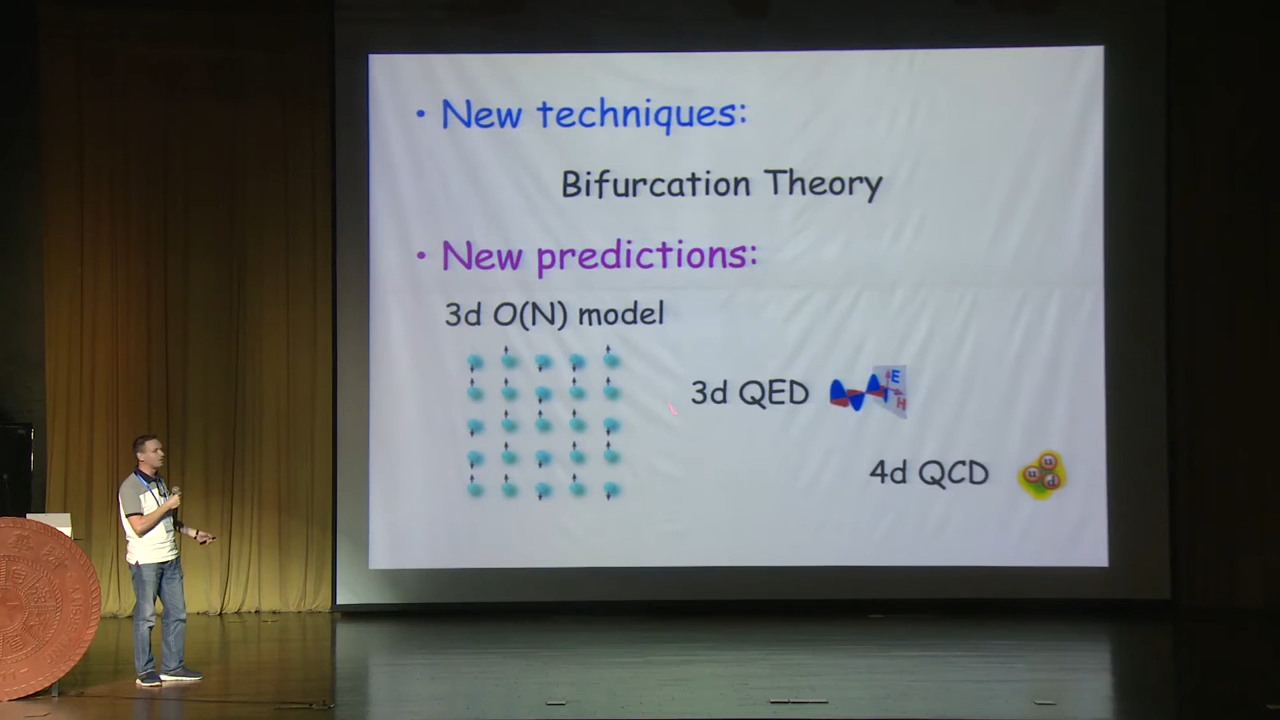 • New techniques:
Bifurcation Theory
• New predictions:
3d O(N) model
3d QED
E
H
4d QCD
u
u
d